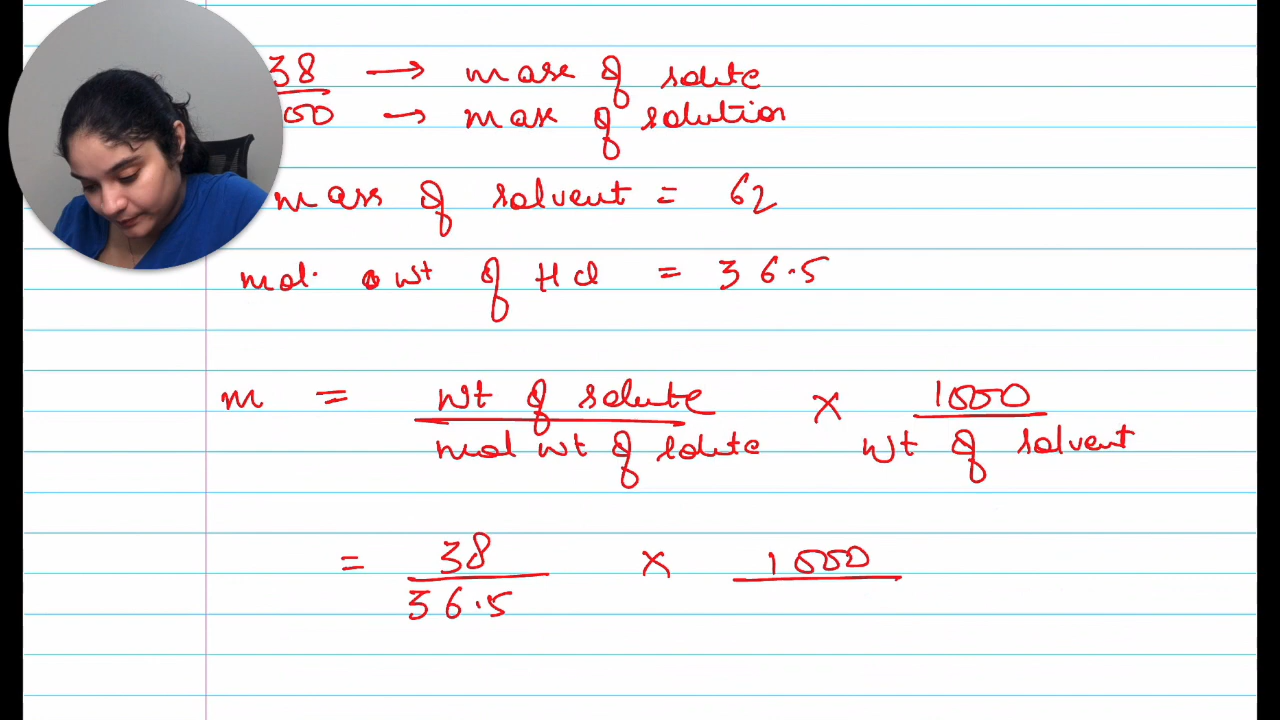 38 → mass of solute
100 → mass of solution
mass of solvent = 62
mol. wt of HCl = 36.5
m = wt of solute / mol wt of solute × 1000 / wt of solvent
= 38 / 36.5 × 1000